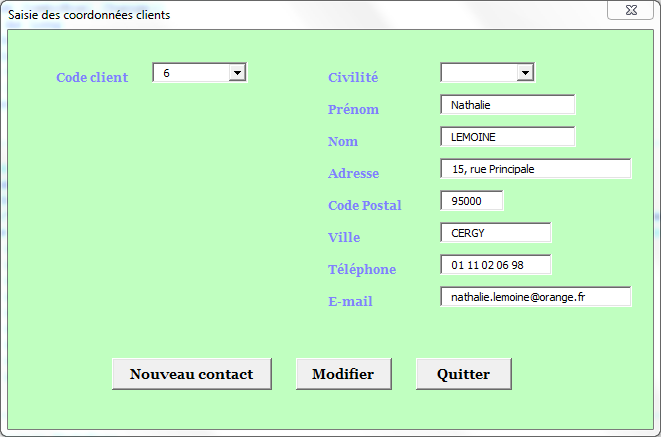 Saisie des coordonnées clients
Code client 6
Civilité
Prénom Nathalie
Nom LEMOINE
Adresse 15, rue Principale
Code Postal 95000
Ville CERGY
Téléphone 01 11 02 06 98
E-mail nathalie.lemoine@orange.fr
Nouveau contact Modifier Quitter